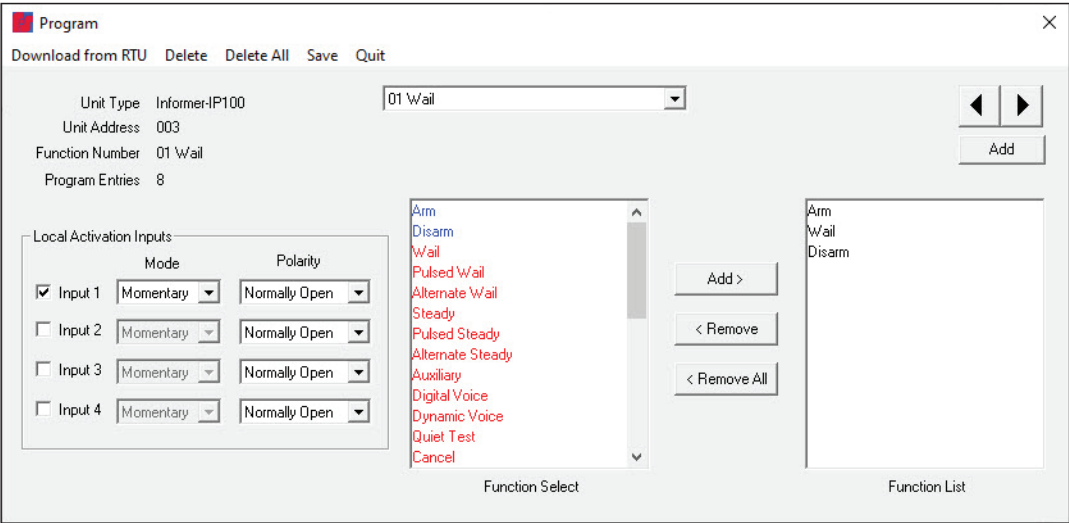 Program
Download from RTU Delete Delete All Save Quit
Unit Type Informer-IP100
01 Wail
Unit Address 003
Function Number 01 Wail
Program Entries 8
Add
Local Activation Inputs
Mode Polarity
Input 1 Momentary Normally Open
Input 2 Momentary Normally Open
Input 3 Momentary Normally Open
Input 4 Momentary Normally Open
Arm
Disarm
Wail
Pulsed Wail
Alternate Wail
Steady
Pulsed Steady
Alternate Steady
Auxiliary
Digital Voice
Dynamic Voice
Quiet Test
Cancel
Function Select
Add >
< Remove
< Remove All
Arm
Wail
Disarm
Function List